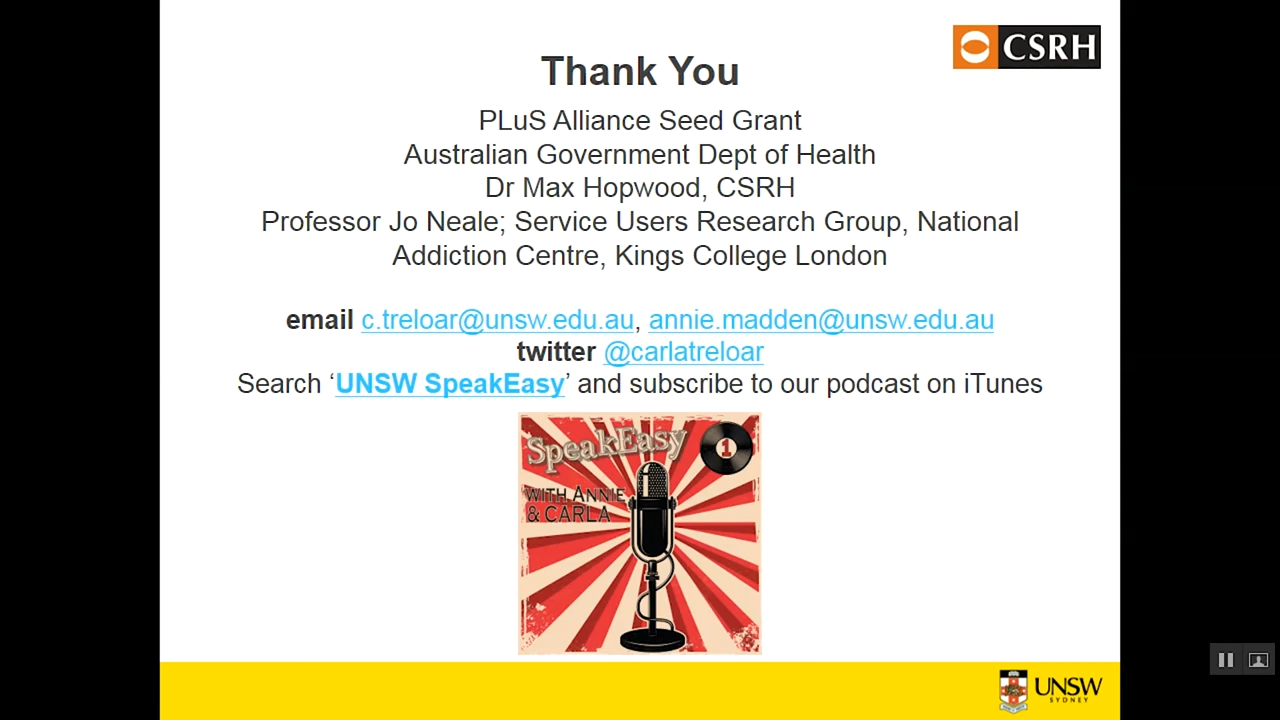 CSRH
Thank You
PLuS Alliance Seed Grant
Australian Government Dept of Health
Dr Max Hopwood, CSRH
Professor Jo Neale; Service Users Research Group, National
Addiction Centre, Kings College London
email c.treloar@unsw.edu.au, annie.madden@unsw.edu.au
twitter @carlatreloar
Search ‘UNSW SpeakEasy’ and subscribe to our podcast on iTunes
SpeakEasy
1
WITH ANNIE
& CARLA
UNSW
SYDNEY